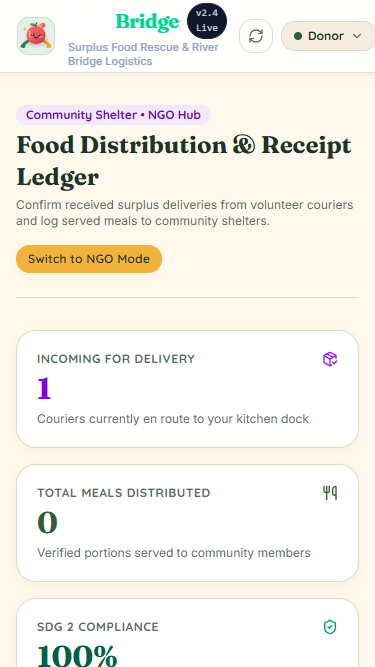 Bridge
v2.4
Live
Surplus Food Rescue & River
Bridge Logistics
Donor
Community Shelter • NGO Hub
Food Distribution & Receipt
Ledger
Confirm received surplus deliveries from volunteer couriers
and log served meals to community shelters.
Switch to NGO Mode
INCOMING FOR DELIVERY
1
Couriers currently en route to your kitchen dock
TOTAL MEALS DISTRIBUTED
0
Verified portions served to community members
SDG 2 COMPLIANCE
100%